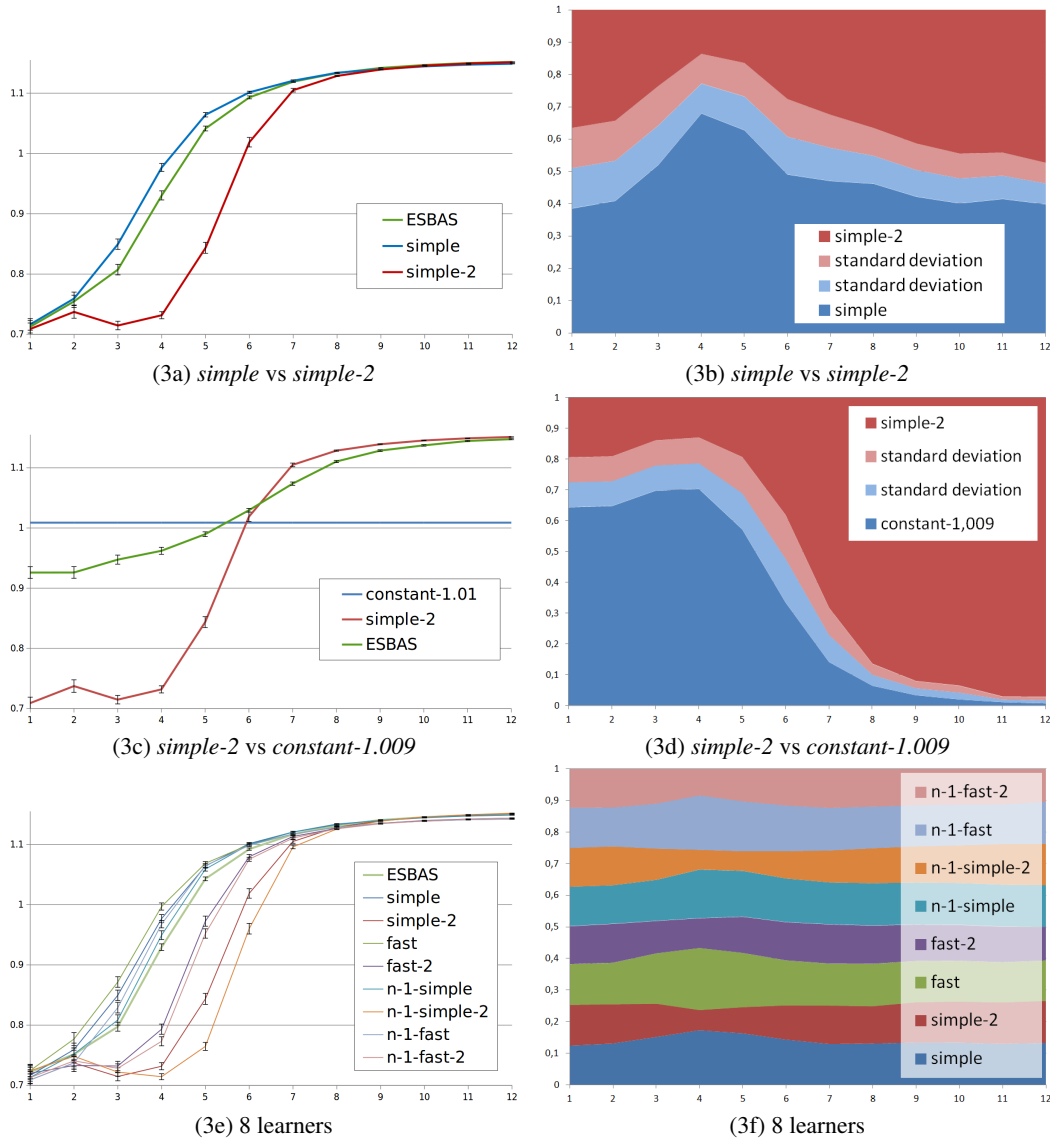 1.1
1
0.9
0.8
0.7
ESBAS
simple
simple-2
1 2 3 4 5 6 7 8 9 10 11 12
(3a) simple vs simple-2
1
0,9
0,8
0,7
0,6
0,5
0,4
0,3
0,2
0,1
0
simple-2
standard deviation
standard deviation
simple
1 2 3 4 5 6 7 8 9 10 11 12
(3b) simple vs simple-2
1.1
1
0.9
0.8
0.7
constant-1.01
simple-2
ESBAS
1 2 3 4 5 6 7 8 9 10 11 12
(3c) simple-2 vs constant-1.009
1
0,9
0,8
0,7
0,6
0,5
0,4
0,3
0,2
0,1
0
simple-2
standard deviation
standard deviation
constant-1,009
1 2 3 4 5 6 7 8 9 10 11 12
(3d) simple-2 vs constant-1.009
1.1
1
0.9
0.8
0.7
ESBAS
simple
simple-2
fast
fast-2
n-1-simple
n-1-simple-2
n-1-fast
n-1-fast-2
1 2 3 4 5 6 7 8 9 10 11 12
(3e) 8 learners
1
0,9
0,8
0,7
0,6
0,5
0,4
0,3
0,2
0,1
0
n-1-fast-2
n-1-fast
n-1-simple-2
n-1-simple
fast-2
fast
simple-2
simple
1 2 3 4 5 6 7 8 9 10 11 12
(3f) 8 learners